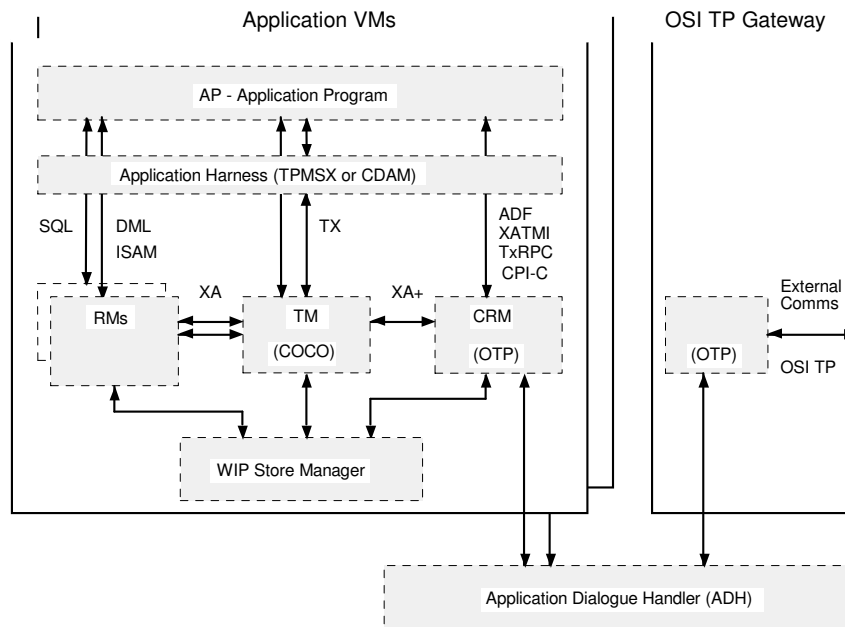 Application VMs
OSI TP Gateway
AP - Application Program
Application Harness (TPMSX or CDAM)
SQL
DML
ISAM
TX
ADF
XATMI
TxRPC
CPI-C
RMs
XA
TM
(COCO)
XA+
CRM
(OTP)
(OTP)
External
Comms
OSI TP
WIP Store Manager
Application Dialogue Handler (ADH)